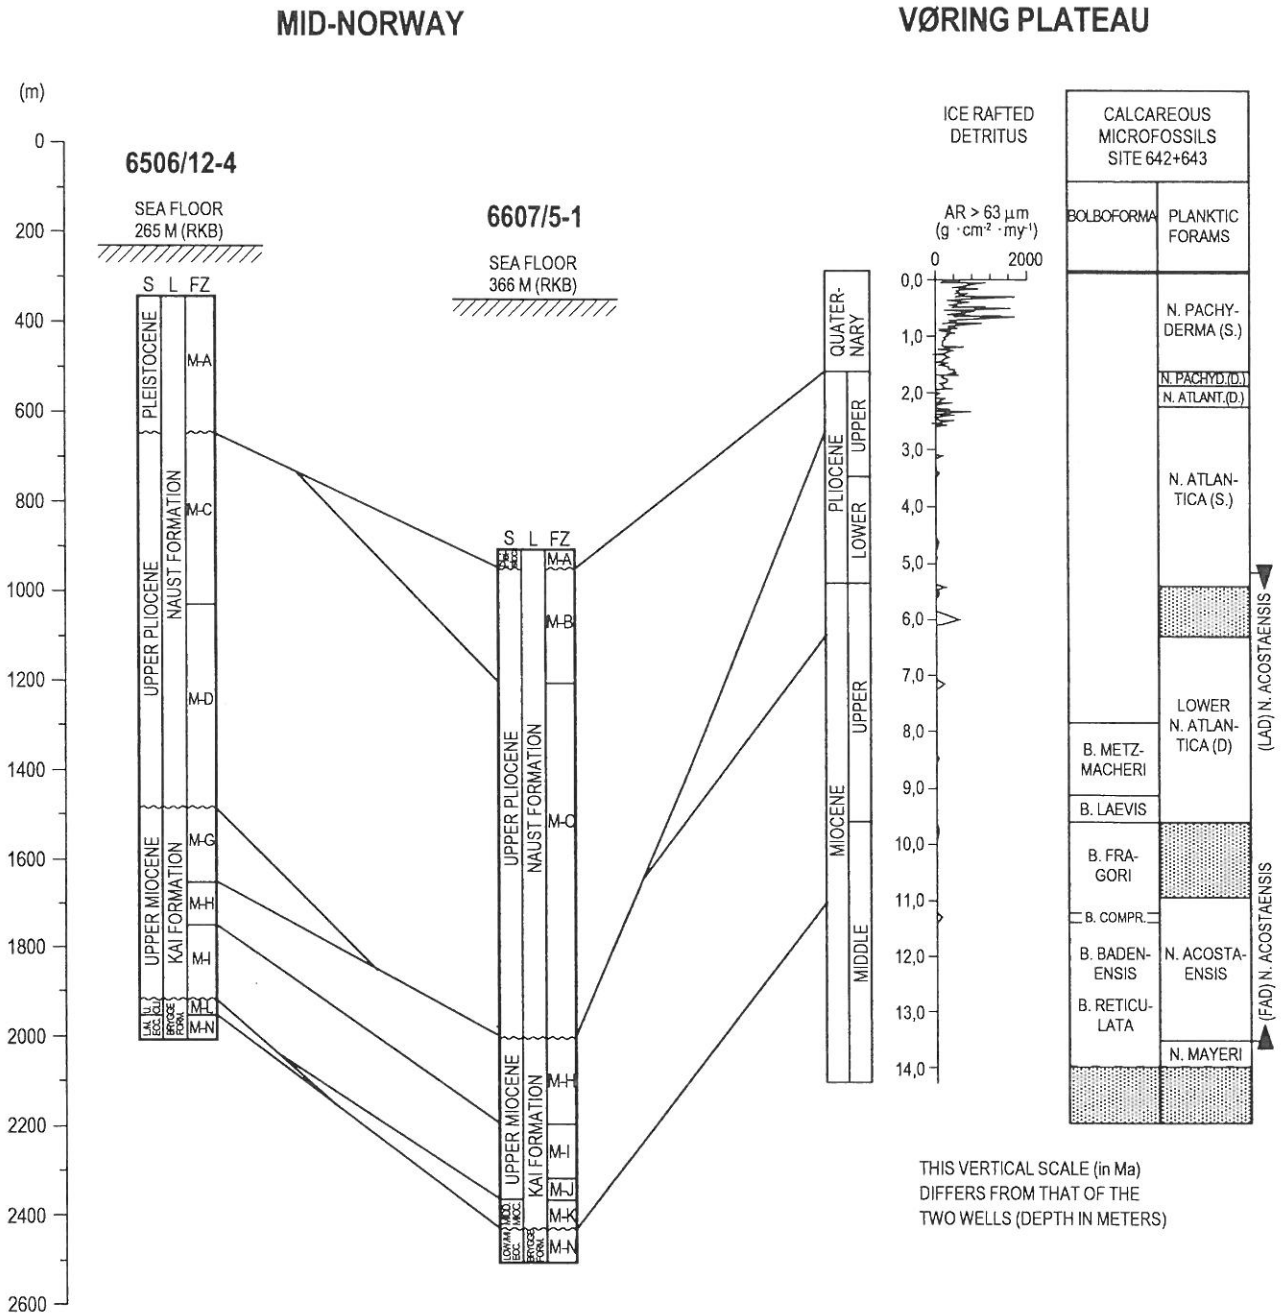 MID-NORWAY
VØRING PLATEAU
(m)
0
200
400
600
800
1000
1200
1400
1600
1800
2000
2200
2400
2600
6506/12-4
SEA FLOOR
265 M (RKB)
S L FZ
PLEISTOCENE
UPPER PLIOCENE
UPPER MIOCENE
NAUST FORMATION
KAI FORMATION
BRYGGE
FORM.
M-A
M-C
M-D
M-G
M-H
M-I
M-L
M-N
6607/5-1
SEA FLOOR
366 M (RKB)
S L FZ
UPPER PLIOCENE
UPPER MIOCENE
LOW.M.
EOC.
NAUST FORMATION
KAI FORMATION
BRYGGE
FORM.
M-A
M-B
M-C
M-H
M-I
M-J
M-K
M-N
QUATER-
NARY
PLIOCENE
UPPER
LOWER
MIOCENE
UPPER
MIDDLE
ICE RAFTED
DETRITUS
AR > 63 µm
(g · cm⁻² · my⁻¹)
0 2000
0,0
1,0
2,0
3,0
4,0
5,0
6,0
7,0
8,0
9,0
10,0
11,0
12,0
13,0
14,0
CALCAREOUS
MICROFOSSILS
SITE 642+643
BOLBOFORMA
PLANKTIC
FORAMS
B. METZ-
MACHERI
B. LAEVIS
B. FRA-
GORI
B. COMPR.
B. BADEN-
ENSIS
B. RETICU-
LATA
N. PACHY-
DERMA (S.)
N. PACHYD.(D.)
N. ATLANT.(D.)
N. ATLAN-
TICA (S.)
LOWER
N. ATLAN-
TICA (D)
N. ACOSTA-
ENSIS
N. MAYERI
(LAD) N. ACOSTAENSIS
(FAD) N. ACOSTAENSIS
THIS VERTICAL SCALE (in Ma)
DIFFERS FROM THAT OF THE
TWO WELLS (DEPTH IN METERS)